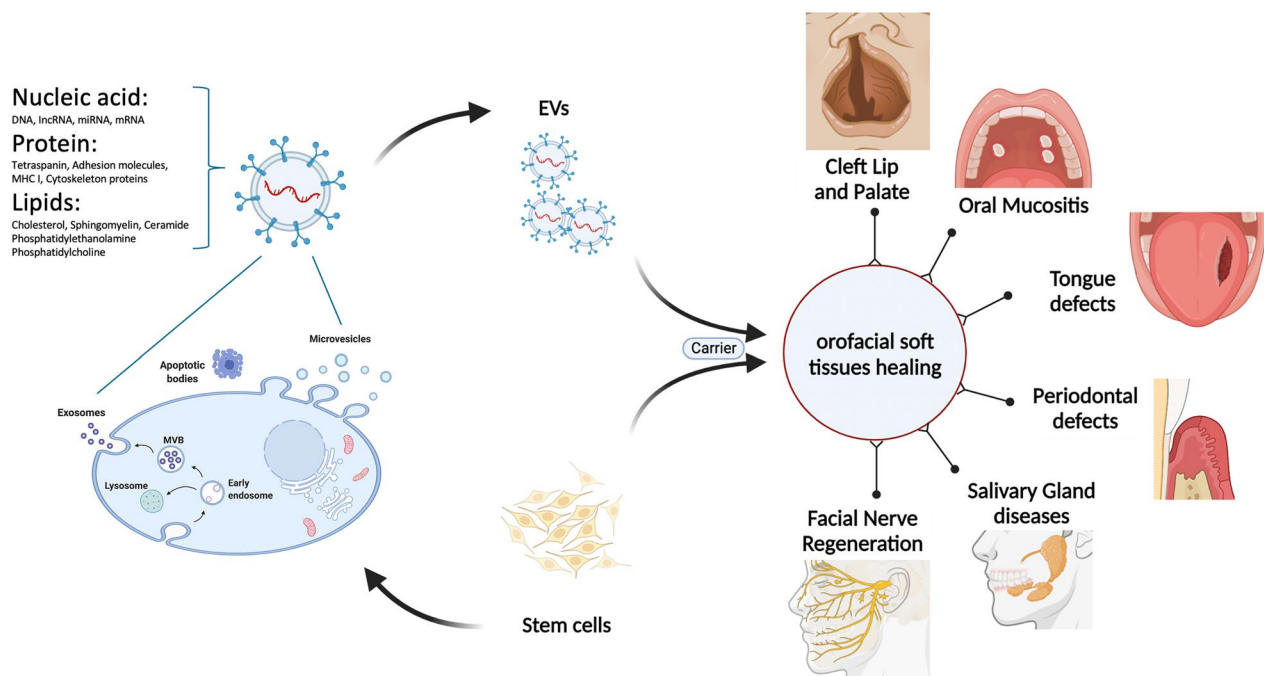 Nucleic acid:
DNA, lncRNA, miRNA, mRNA
Protein:
Tetraspanin, Adhesion molecules,
MHC I, Cytoskeleton proteins
Lipids:
Cholesterol, Sphingomyelin, Ceramide
Phosphatidylethanolamine
Phosphatidylcholine
EVs
Microvesicles
Apoptotic
bodies
Exosomes
MVB
Lysosome
Early
endosome
Stem cells
Carrier
orofacial soft
tissues healing
Cleft Lip
and Palate
Oral Mucositis
Tongue
defects
Periodontal
defects
Salivary Gland
diseases
Facial Nerve
Regeneration